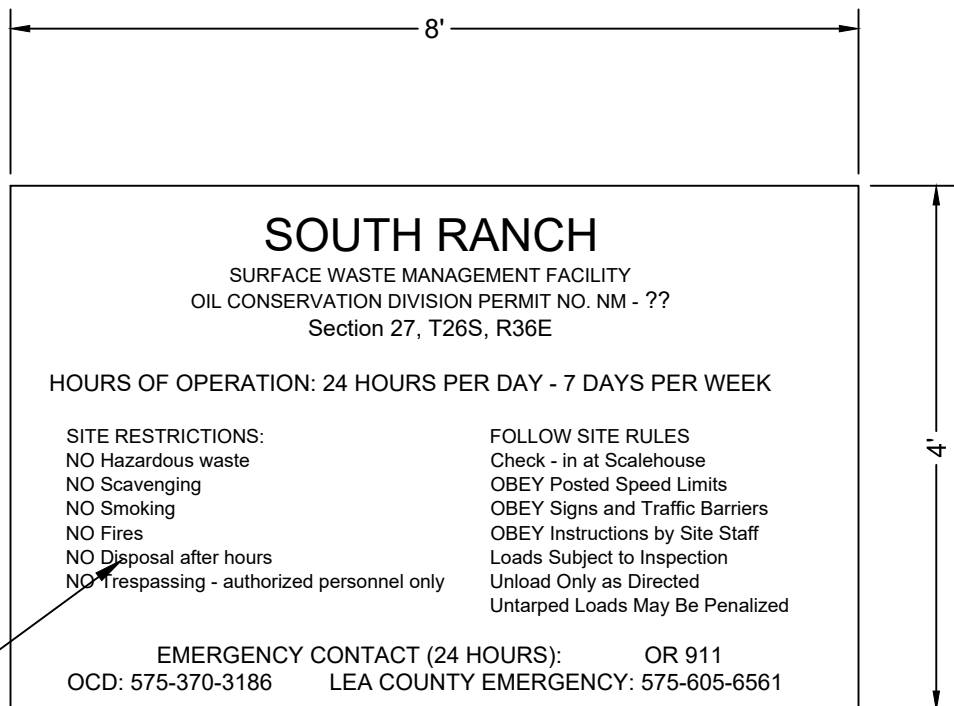 8'
SOUTH RANCH
SURFACE WASTE MANAGEMENT FACILITY
OIL CONSERVATION DIVISION PERMIT NO. NM - ??
Section 27, T26S, R36E
HOURS OF OPERATION: 24 HOURS PER DAY - 7 DAYS PER WEEK
SITE RESTRICTIONS:
NO Hazardous waste
NO Scavenging
NO Smoking
NO Fires
NO Disposal after hours
NO Trespassing - authorized personnel only
FOLLOW SITE RULES
Check - in at Scalehouse
OBEY Posted Speed Limits
OBEY Signs and Traffic Barriers
OBEY Instructions by Site Staff
Loads Subject to Inspection
Unload Only as Directed
Untarped Loads May Be Penalized
EMERGENCY CONTACT (24 HOURS): OR 911
OCD: 575-370-3186 LEA COUNTY EMERGENCY: 575-605-6561
4'